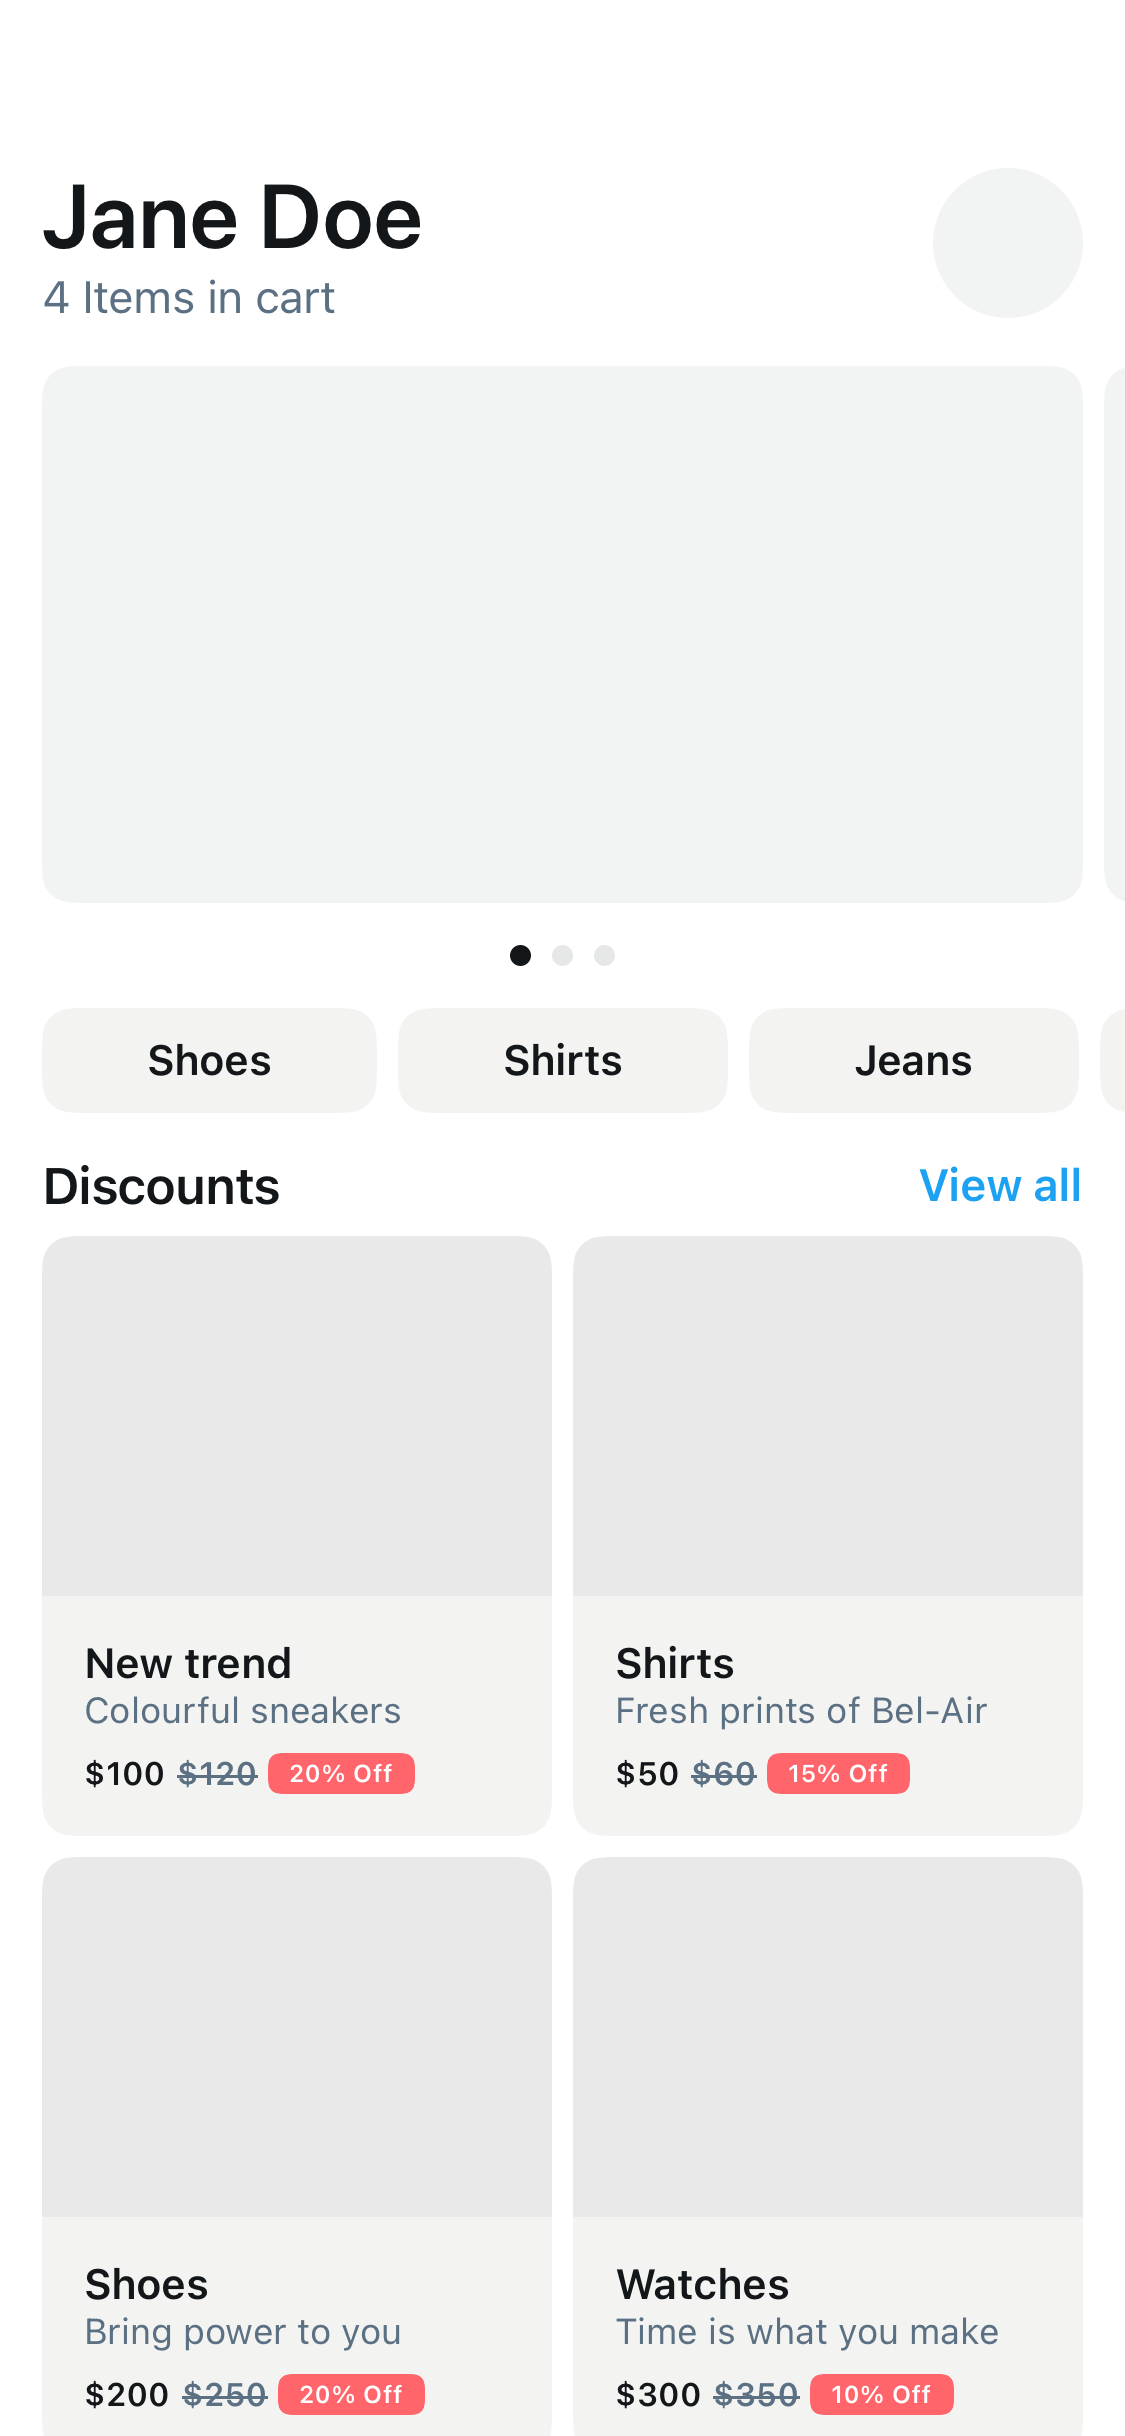 Jane Doe
4 Items in cart
Shoes
Shirts
Jeans
Discounts
View all
New trend
Colourful sneakers
$100 $120 20% Off
Shirts
Fresh prints of Bel-Air
$50 $60 15% Off
Shoes
Bring power to you
$200 $250 20% Off
Watches
Time is what you make
$300 $350 10% Off